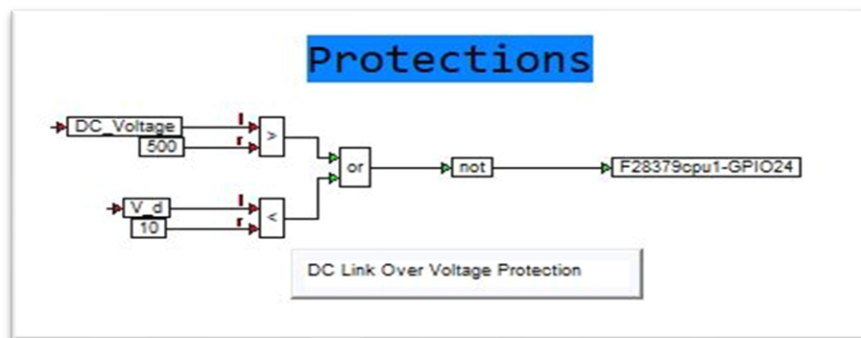 Protections
DC_Voltage
l
500
r
>
or
not
F28379cpu1-GPIO24
V_d
l
10
r
<
DC Link Over Voltage Protection